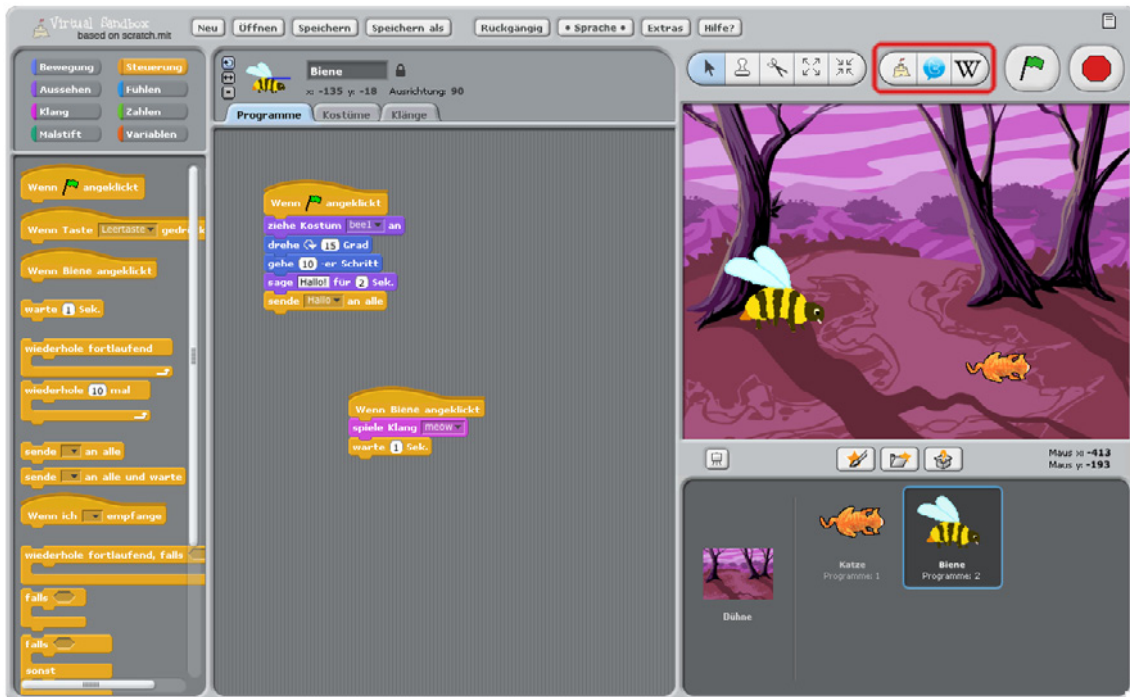 Virtual Sandbox
based on scratch.mit
Neu Öffnen Speichern Speichern als Rückgängig • Sprache • Extras Hilfe?
Bewegung Steuerung
Aussehen Fühlen
Klang Zahlen
Malstift Variablen
Biene
x: -135 y: -18 Ausrichtung: 90
Programme Kostüme Klänge
W
Wenn angeklickt
Wenn Taste Leertaste gedrück
Wenn Biene angeklickt
warte 1 Sek.
wiederhole fortlaufend
wiederhole 10 mal
sende an alle
sende an alle und warte
Wenn ich empfange
wiederhole fortlaufend, falls
falls
falls
sonst
Wenn angeklickt
ziehe Kostum bee1 an
drehe 15 Grad
gehe 10 -er Schritt
sage Hallo! für 2 Sek.
sende Hallo an alle
Wenn Biene angeklickt
spiele Klang meow
warte 1 Sek.
Maus x: -413
Maus y: -193
Katze
Programme: 1
Biene
Programme: 2
Bühne